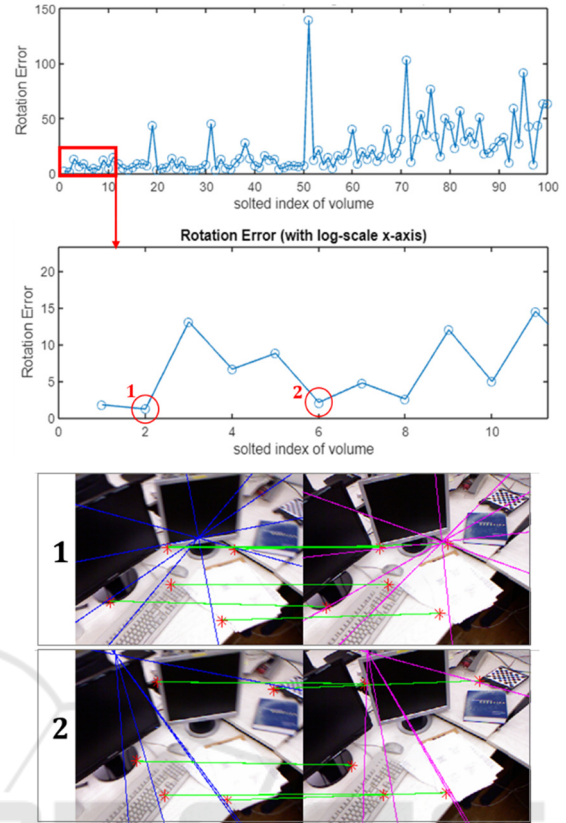 150
100
50
0
Rotation Error
0 10 20 30 40 50 60 70 80 90 100
solted index of volume
Rotation Error (with log-scale x-axis)
20
15
10
5
0
Rotation Error
1
2
0 2 4 6 8 10
solted index of volume
1
2